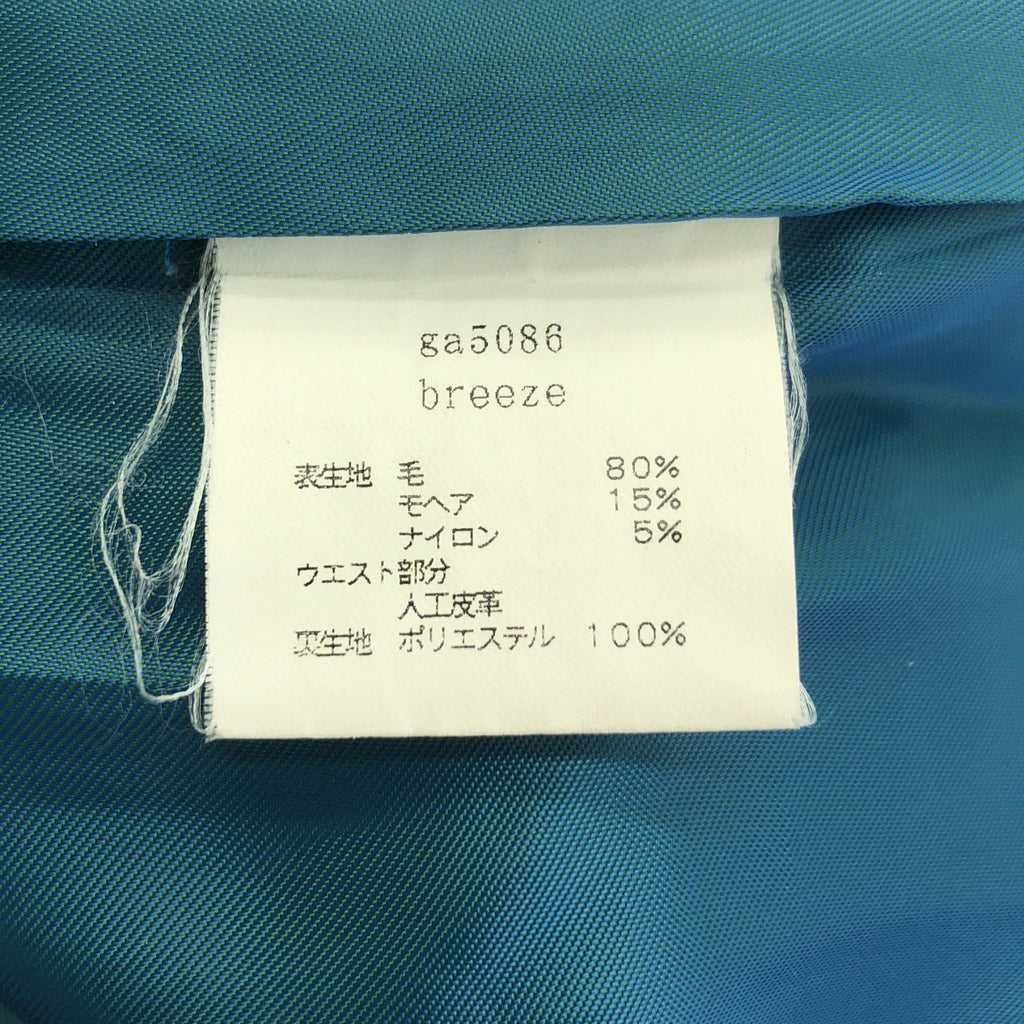 ga5086
breeze
表生地 毛 80%
モヘア 15%
ナイロン 5%
ウエスト部分
人工皮革
裏生地 ポリエステル 100%